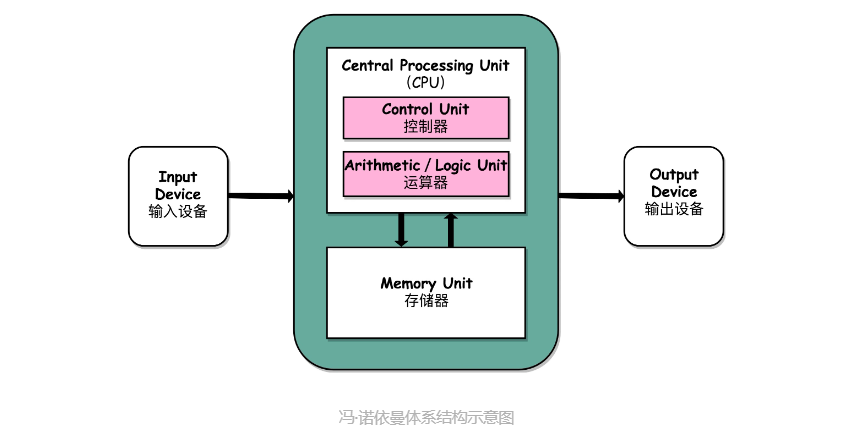 Central Processing Unit
(CPU)
Control Unit
控制器
Arithmetic / Logic Unit
运算器
Input
Device
输入设备
Output
Device
输出设备
Memory Unit
存储器
冯·诺依曼体系结构示意图